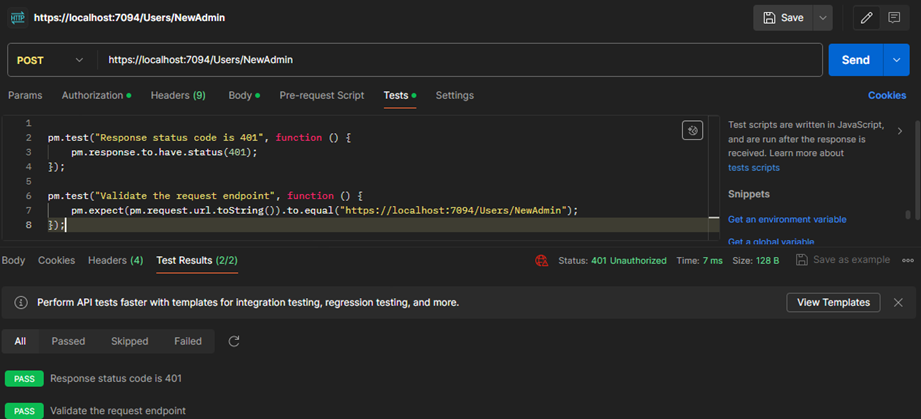 HTTP https://localhost:7094/Users/NewAdmin Save
POST https://localhost:7094/Users/NewAdmin Send
Params Authorization Headers (9) Body Pre-request Script Tests Settings Cookies
1
2 pm.test("Response status code is 401", function () {
3 pm.response.to.have.status(401);
4 });
5
6 pm.test("Validate the request endpoint", function () {
7 pm.expect(pm.request.url.toString()).to.equal("https://localhost:7094/Users/NewAdmin");
8 });
Test scripts are written in JavaScript,
and are run after the response is
received. Learn more about
tests scripts
Snippets
Get an environment variable
Get a global variable
Body Cookies Headers (4) Test Results (2/2) Status: 401 Unauthorized Time: 7 ms Size: 128 B Save as example
Perform API tests faster with templates for integration testing, regression testing, and more. View Templates
All Passed Skipped Failed
PASS Response status code is 401
PASS Validate the request endpoint